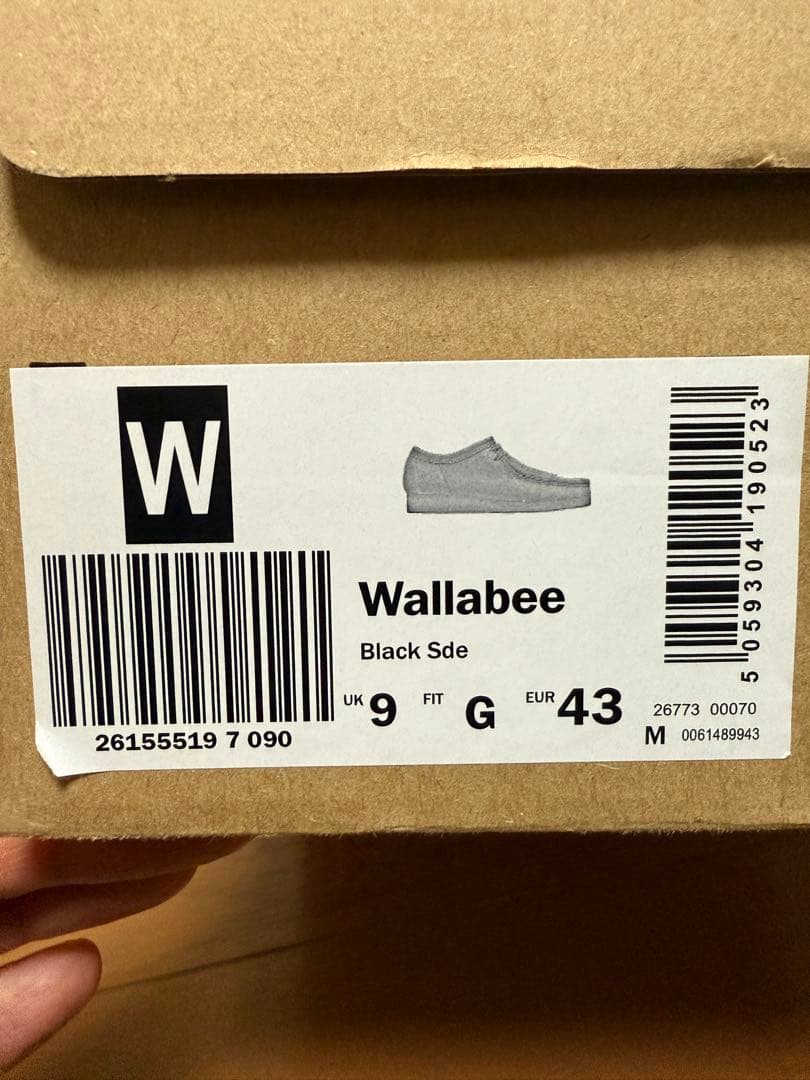 W
26155519 7 090
Wallabee
Black Sde
UK 9 FIT G EUR 43
5 059304 190523
26773 00070
M 0061489943